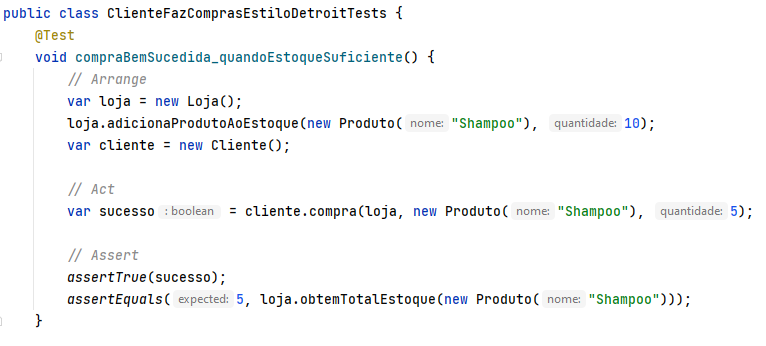 public class ClienteFazComprasEstiloDetroitTests {
@Test
void compraBemSucedida_quandoEstoqueSuficiente() {
// Arrange
var loja = new Loja();
loja.adicionaProdutoAoEstoque(new Produto( nome: "Shampoo"), quantidade: 10);
var cliente = new Cliente();
// Act
var sucesso : boolean = cliente.compra(loja, new Produto( nome: "Shampoo"), quantidade: 5);
// Assert
assertTrue(sucesso);
assertEquals( expected: 5, loja.obtemTotalEstoque(new Produto( nome: "Shampoo")));
}